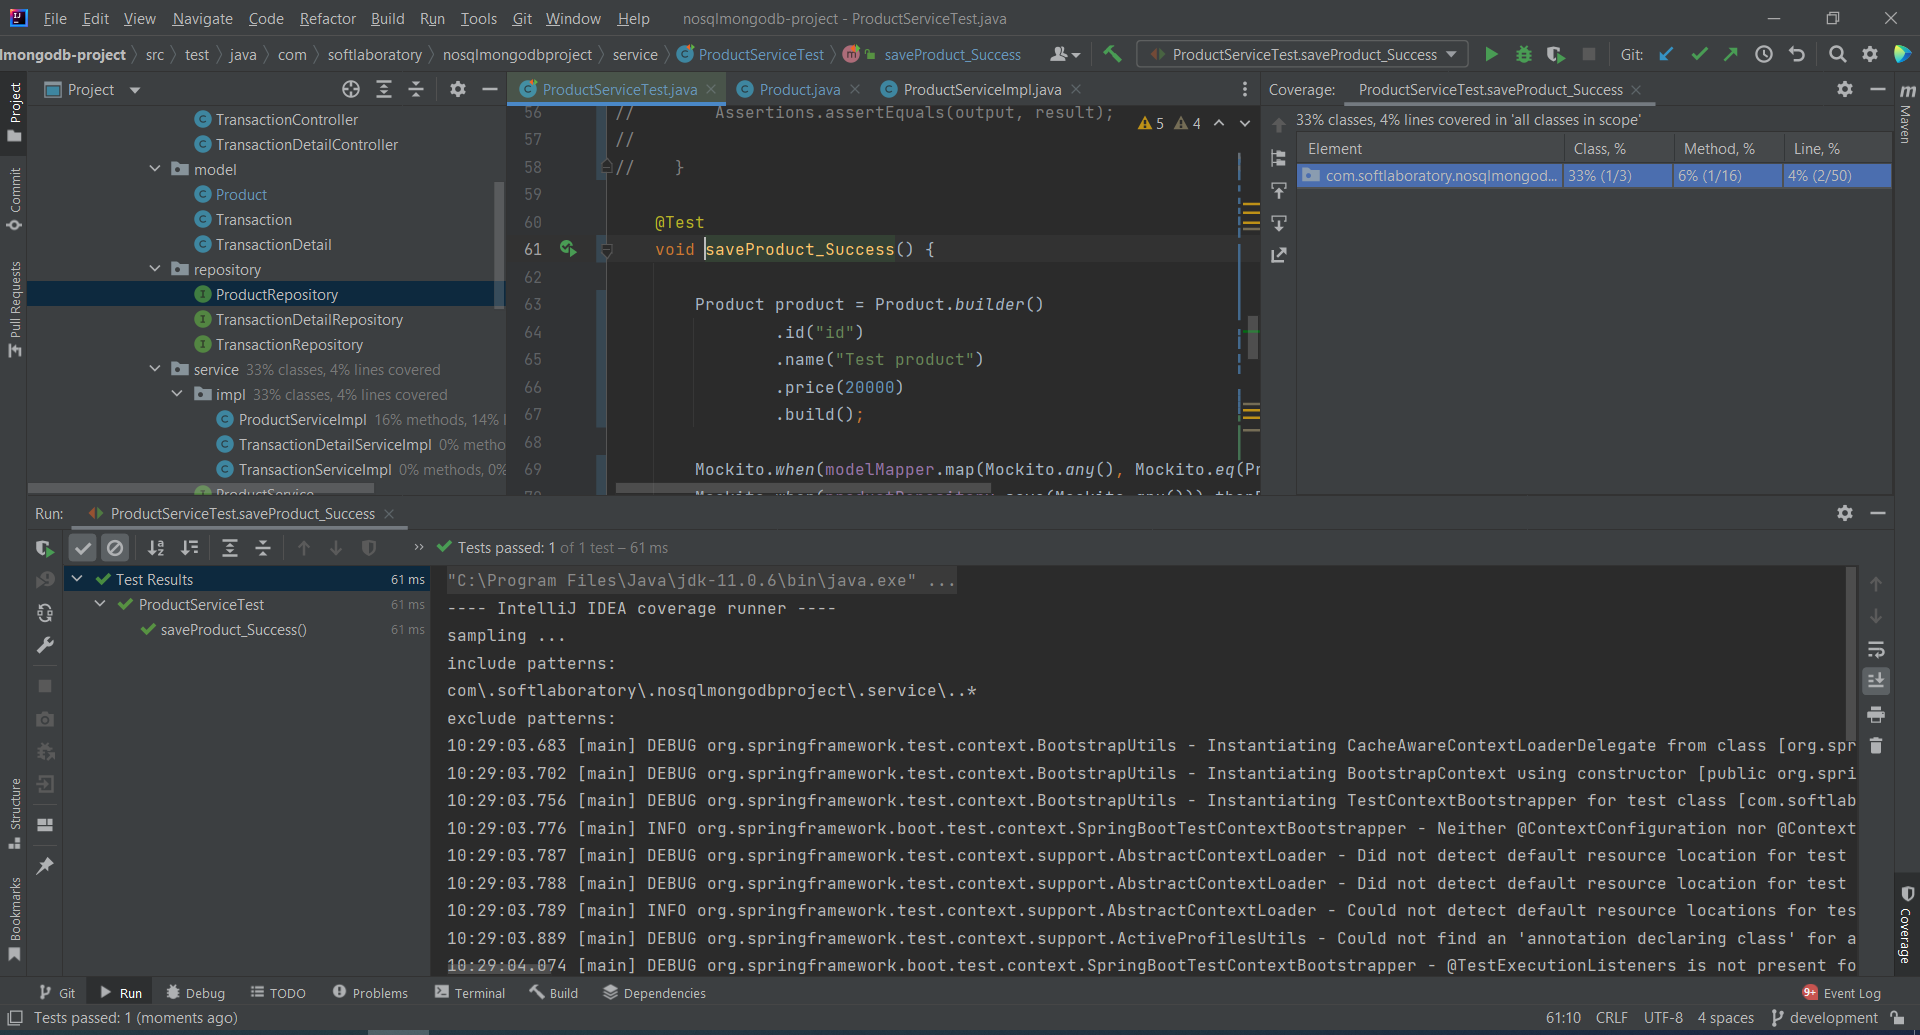 File Edit View Navigate Code Refactor Build Run Tools Git Window Help nosqlmongodb-project - ProductServiceTest.java
lmongodb-project src test java com softlaboratory nosqlmongodbproject service ProductServiceTest saveProduct_Success ProductServiceTest.saveProduct_Success Git:
Project
Commit
Pull Requests
Structure
Bookmarks
Project
TransactionController
TransactionDetailController
model
Product
Transaction
TransactionDetail
repository
ProductRepository
TransactionDetailRepository
TransactionRepository
service 33% classes, 4% lines covered
impl 33% classes, 4% lines covered
ProductServiceImpl 16% methods, 14% l
TransactionDetailServiceImpl 0% metho
TransactionServiceImpl 0% methods, 0%
ProductService
ProductServiceTest.java Product.java ProductServiceImpl.java
5 4
56 // Assertions.assertEquals(output, result);
57 //
58 // }
59
60 @Test
61 void saveProduct_Success() {
62
63 Product product = Product.builder()
64 .id("id")
65 .name("Test product")
66 .price(20000)
67 .build();
68
69 Mockito.when(modelMapper.map(Mockito.any(), Mockito.eq(Pr
70 Mockito.when(productRepository.save(Mockito.any())).thenR
Coverage: ProductServiceTest.saveProduct_Success
33% classes, 4% lines covered in 'all classes in scope'
Element Class, % Method, % Line, %
com.softlaboratory.nosqlmongod... 33% (1/3) 6% (1/16) 4% (2/50)
Maven
Coverage
Run: ProductServiceTest.saveProduct_Success
Tests passed: 1 of 1 test – 61 ms
Test Results 61 ms
ProductServiceTest 61 ms
saveProduct_Success() 61 ms
"C:\Program Files\Java\jdk-11.0.6\bin\java.exe" ...
---- IntelliJ IDEA coverage runner ----
sampling ...
include patterns:
com\.softlaboratory\.nosqlmongodbproject\.service\..*
exclude patterns:
10:29:03.683 [main] DEBUG org.springframework.test.context.BootstrapUtils - Instantiating CacheAwareContextLoaderDelegate from class [org.spr
10:29:03.702 [main] DEBUG org.springframework.test.context.BootstrapUtils - Instantiating BootstrapContext using constructor [public org.spri
10:29:03.756 [main] DEBUG org.springframework.test.context.BootstrapUtils - Instantiating TestContextBootstrapper for test class [com.softlab
10:29:03.776 [main] INFO org.springframework.boot.test.context.SpringBootTestContextBootstrapper - Neither @ContextConfiguration nor @Context
10:29:03.787 [main] DEBUG org.springframework.test.context.support.AbstractContextLoader - Did not detect default resource location for test
10:29:03.788 [main] DEBUG org.springframework.test.context.support.AbstractContextLoader - Did not detect default resource location for test
10:29:03.789 [main] INFO org.springframework.test.context.support.AbstractContextLoader - Could not detect default resource locations for tes
10:29:03.889 [main] DEBUG org.springframework.test.context.support.ActiveProfilesUtils - Could not find an 'annotation declaring class' for a
10:29:04.074 [main] DEBUG org.springframework.boot.test.context.SpringBootTestContextBootstrapper - @TestExecutionListeners is not present fo
Git Run Debug TODO Problems Terminal Build Dependencies 9+ Event Log
Tests passed: 1 (moments ago) 61:10 CRLF UTF-8 4 spaces development